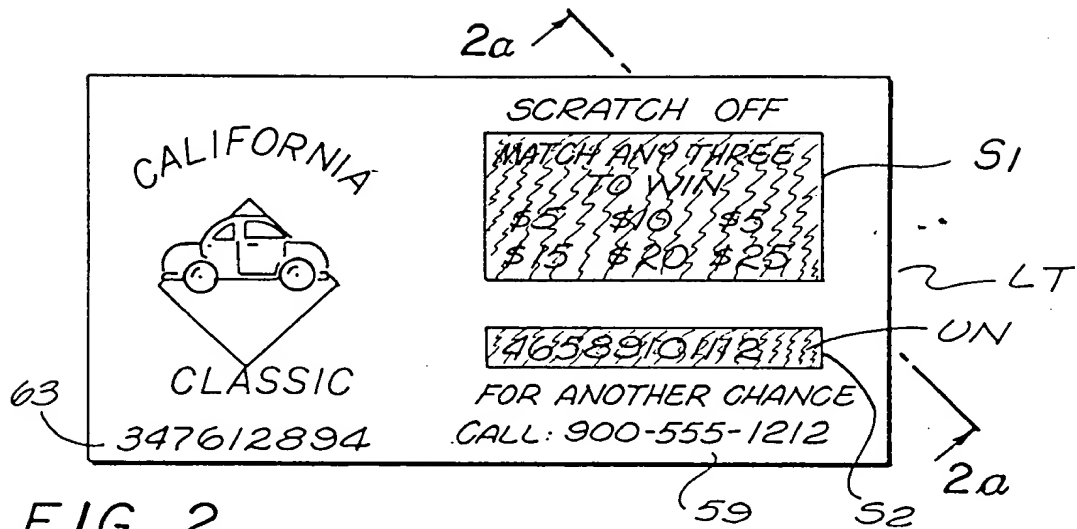 2a
SCRATCH OFF
CALIFORNIA
MATCH ANY THREE
TO WIN
$5 $10 $5
$15 $20 $25
S1
LT
UN
4658910112
CLASSIC
FOR ANOTHER CHANCE
63
347612894
CALL: 900-555-1212
59
S2
2a
FIG. 2